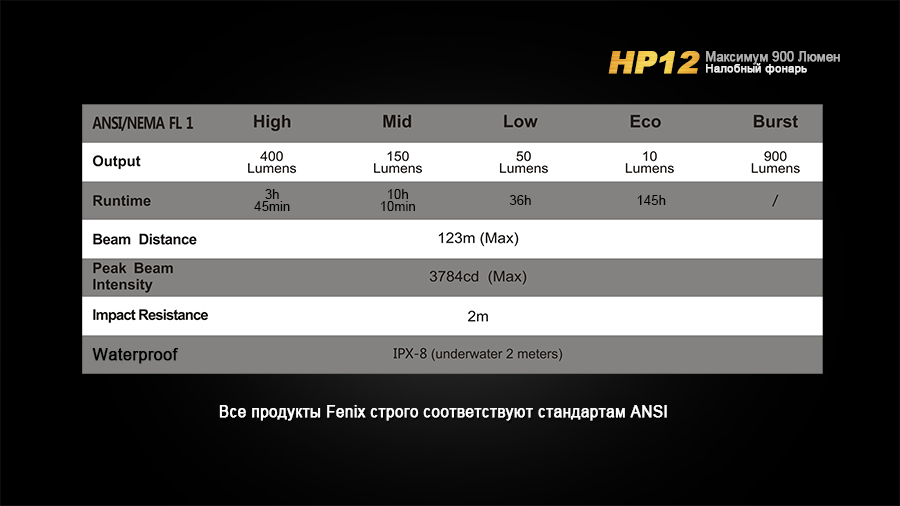 HP12
Максимум 900 Люмен
Налобный фонарь
ANSI/NEMA FL 1 High Mid Low Eco Burst
Output 400 Lumens 150 Lumens 50 Lumens 10 Lumens 900 Lumens
Runtime 3h 45min 10h 10min 36h 145h /
Beam Distance 123m (Max)
Peak Beam Intensity 3784cd (Max)
Impact Resistance 2m
Waterproof IPX-8 (underwater 2 meters)
Все продукты Fenix строго соответствуют стандартам ANSI